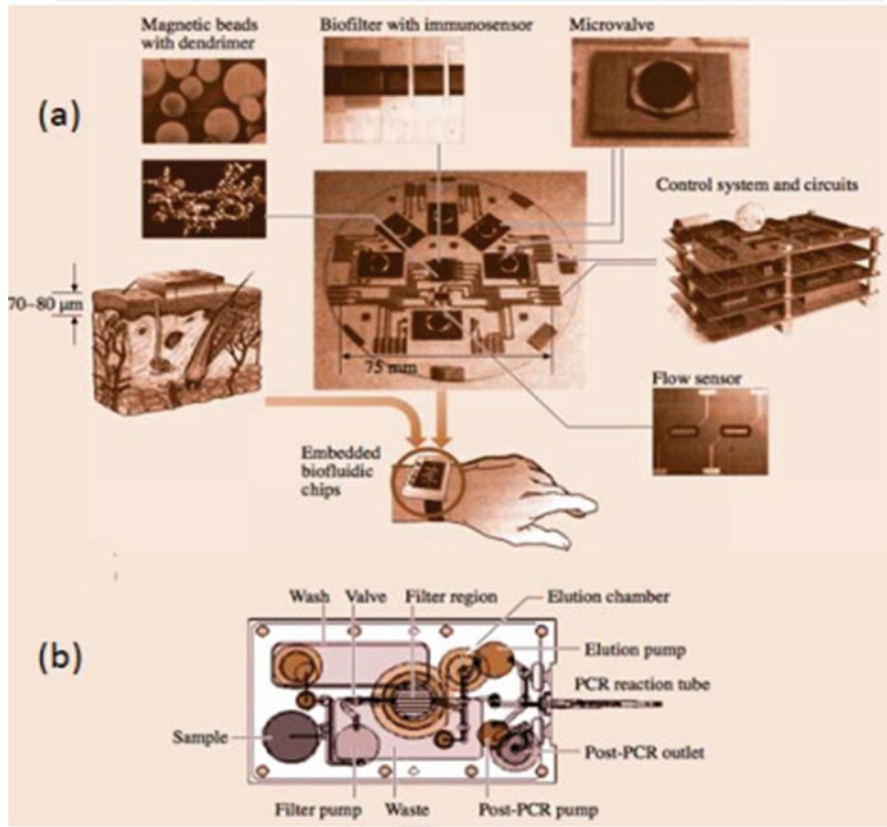 Magnetic beads
with dendrimer
Biofilter with immunosensor
Microvalve
(a)
Control system and circuits
70–80 μm
75 mm
Flow sensor
Embedded
biofluidic
chips
(b)
Wash
Valve
Filter region
Elution chamber
Elution pump
PCR reaction tube
Sample
Post-PCR outlet
Filter pump
Waste
Post-PCR pump